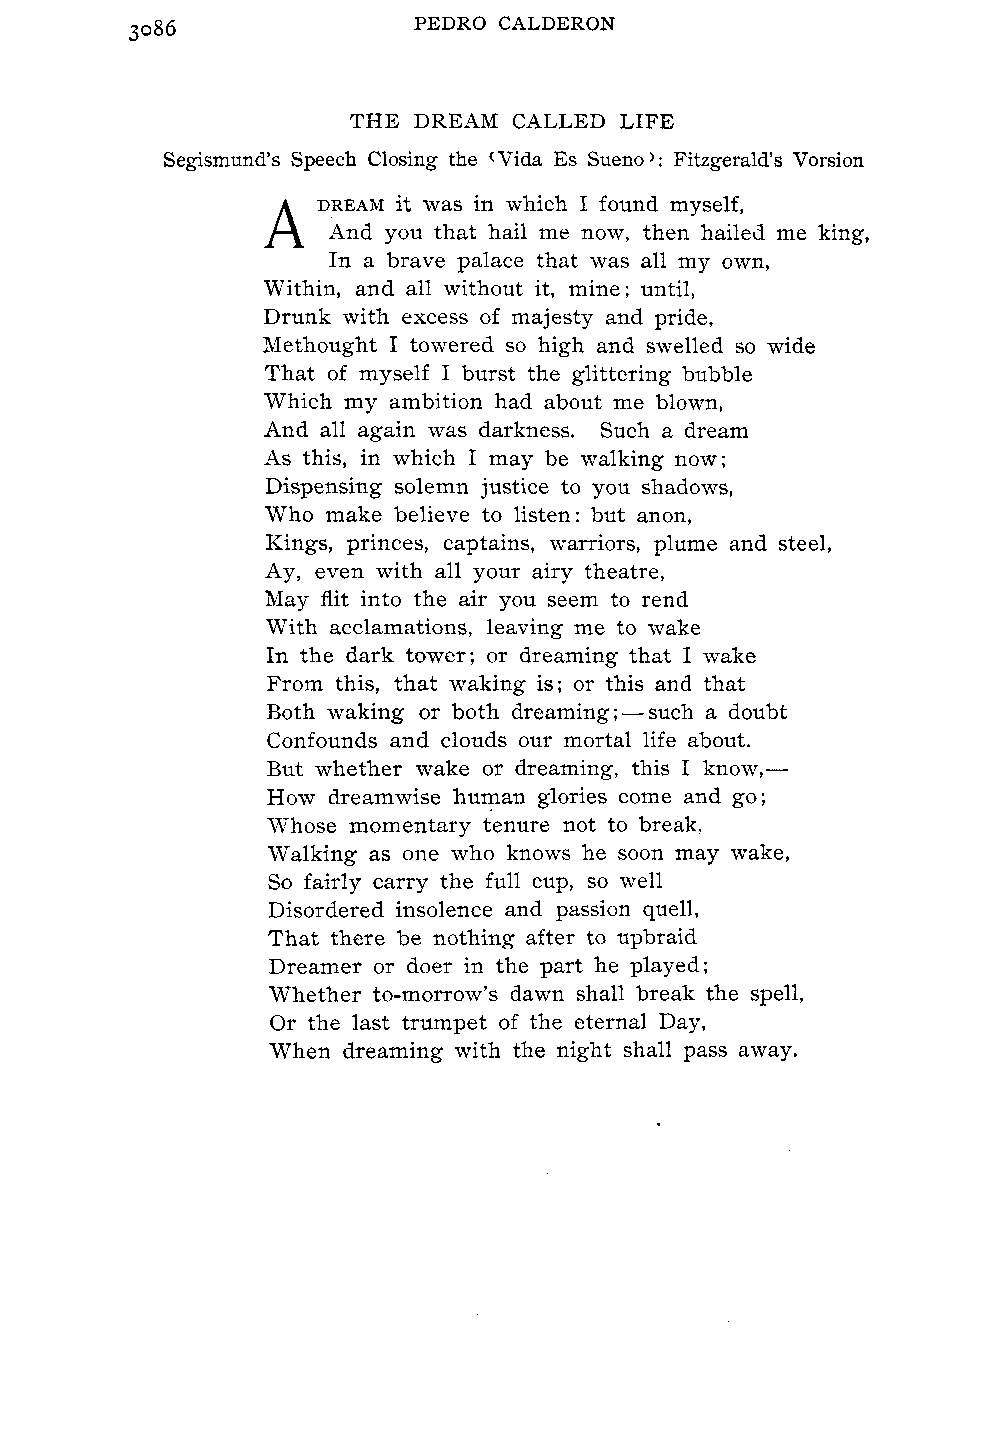 3086
PEDRO CALDERON
THE DREAM CALLED LIFE
Segismund's Speech Closing the ‹Vida Es Sueno›: Fitzgerald's Vorsion
A DREAM it was in which I found myself,
And you that hail me now, then hailed me king,
In a brave palace that was all my own,
Within, and all without it, mine; until,
Drunk with excess of majesty and pride,
Methought I towered so high and swelled so wide
That of myself I burst the glittering bubble
Which my ambition had about me blown,
And all again was darkness. Such a dream
As this, in which I may be walking now;
Dispensing solemn justice to you shadows,
Who make believe to listen: but anon,
Kings, princes, captains, warriors, plume and steel,
Ay, even with all your airy theatre,
May flit into the air you seem to rend
With acclamations, leaving me to wake
In the dark tower; or dreaming that I wake
From this, that waking is; or this and that
Both waking or both dreaming;—such a doubt
Confounds and clouds our mortal life about.
But whether wake or dreaming, this I know,—
How dreamwise human glories come and go;
Whose momentary tenure not to break,
Walking as one who knows he soon may wake,
So fairly carry the full cup, so well
Disordered insolence and passion quell,
That there be nothing after to upbraid
Dreamer or doer in the part he played;
Whether to-morrow's dawn shall break the spell,
Or the last trumpet of the eternal Day,
When dreaming with the night shall pass away.